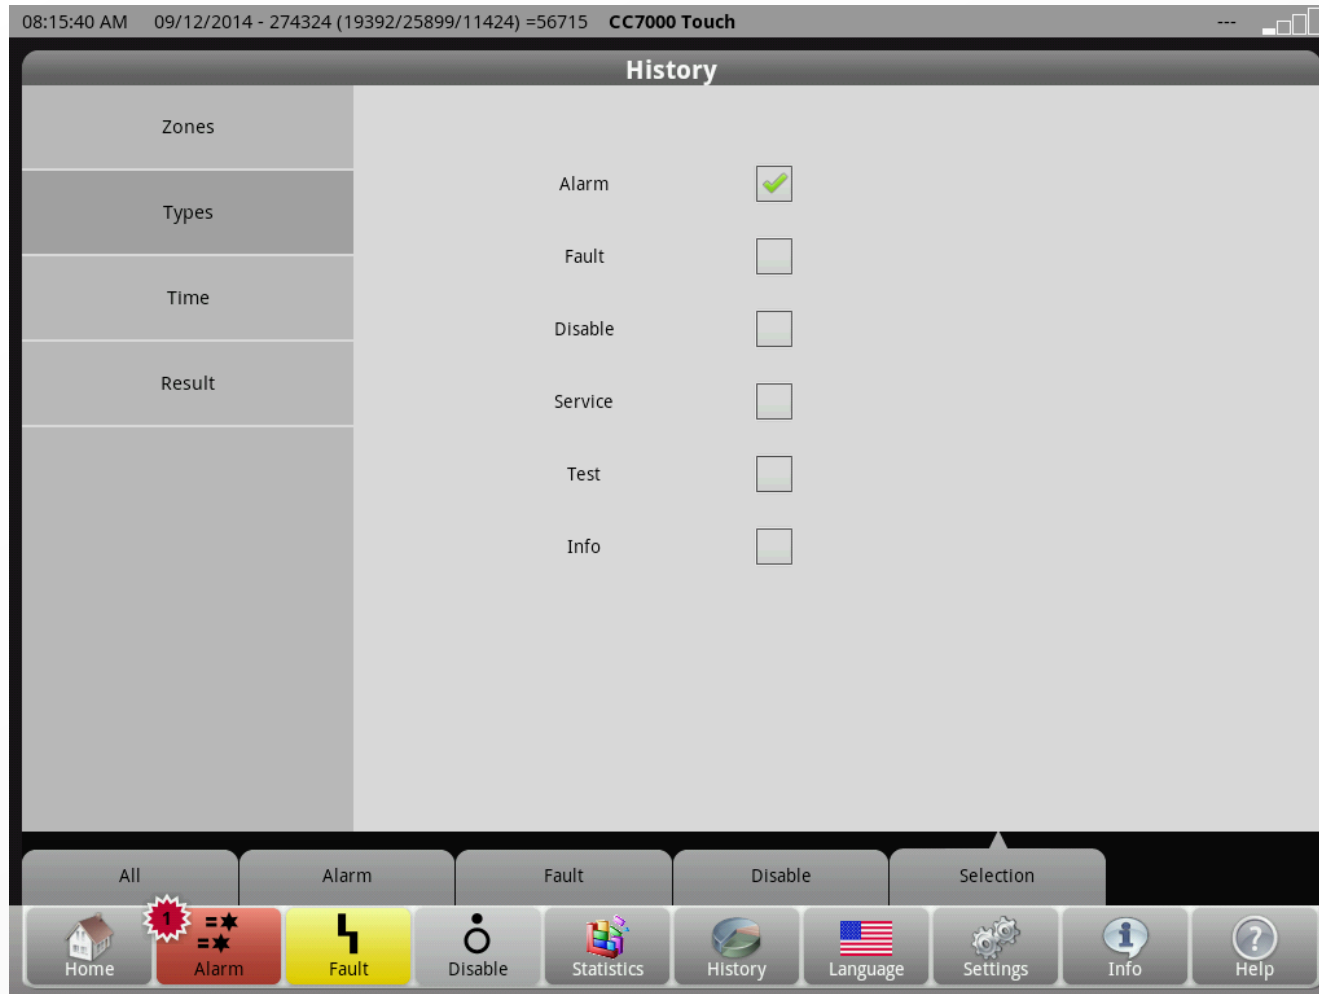 08:15:40 AM 09/12/2014 - 274324 (19392/25899/11424) =56715 CC7000 Touch ---
History
Zones
Types
Time
Result
Alarm
Fault
Disable
Service
Test
Info
All Alarm Fault Disable Selection
1
Home Alarm Fault Disable Statistics History Language Settings Info Help